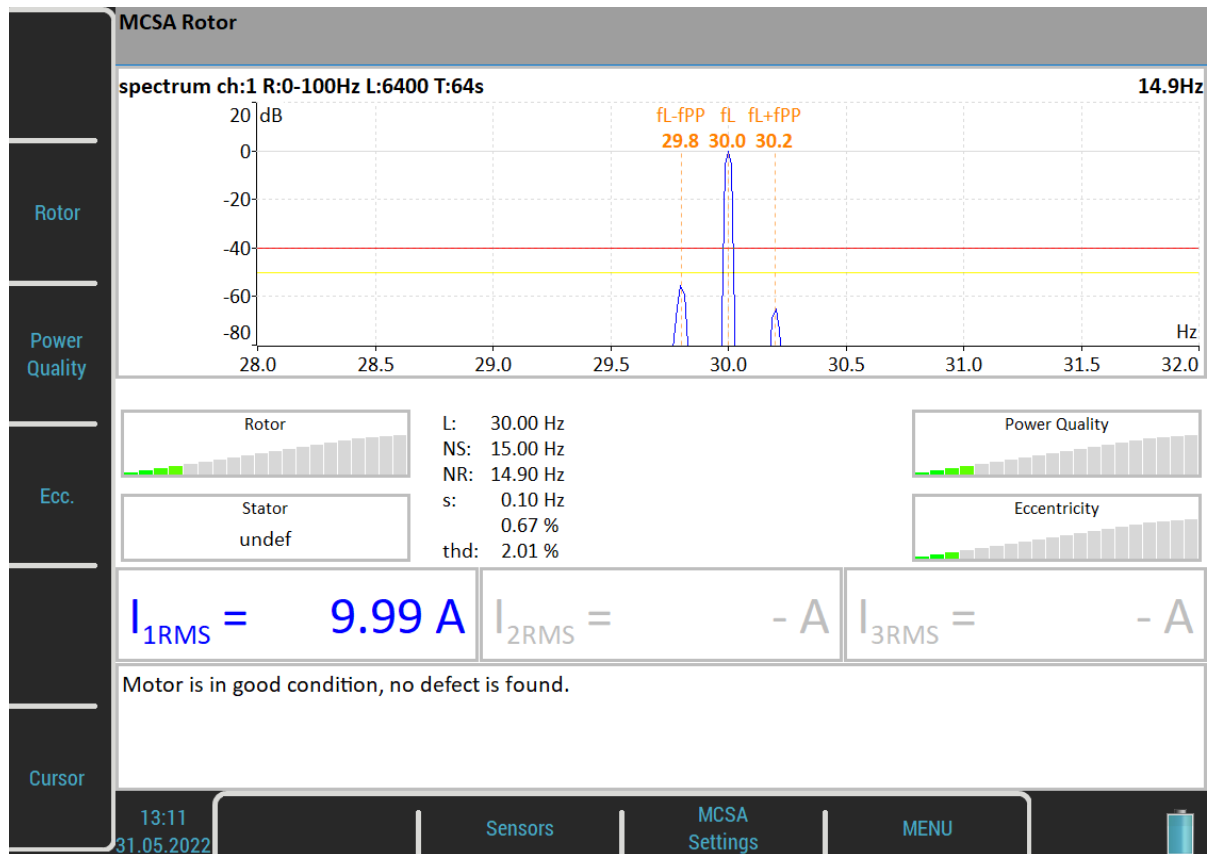 MCSA Rotor
spectrum ch:1 R:0-100Hz L:6400 T:64s 14.9Hz
20 dB
fL-fPP fL fL+fPP
29.8 30.0 30.2
0
-20
-40
-60
-80
Hz
28.0 28.5 29.0 29.5 30.0 30.5 31.0 31.5 32.0
Rotor
Power Quality
Ecc.
Cursor
Rotor
Stator
undef
L: 30.00 Hz
NS: 15.00 Hz
NR: 14.90 Hz
s: 0.10 Hz
0.67 %
thd: 2.01 %
Power Quality
Eccentricity
I1RMS = 9.99 A
I2RMS = - A
I3RMS = - A
Motor is in good condition, no defect is found.
13:11
31.05.2022
Sensors
MCSA
Settings
MENU